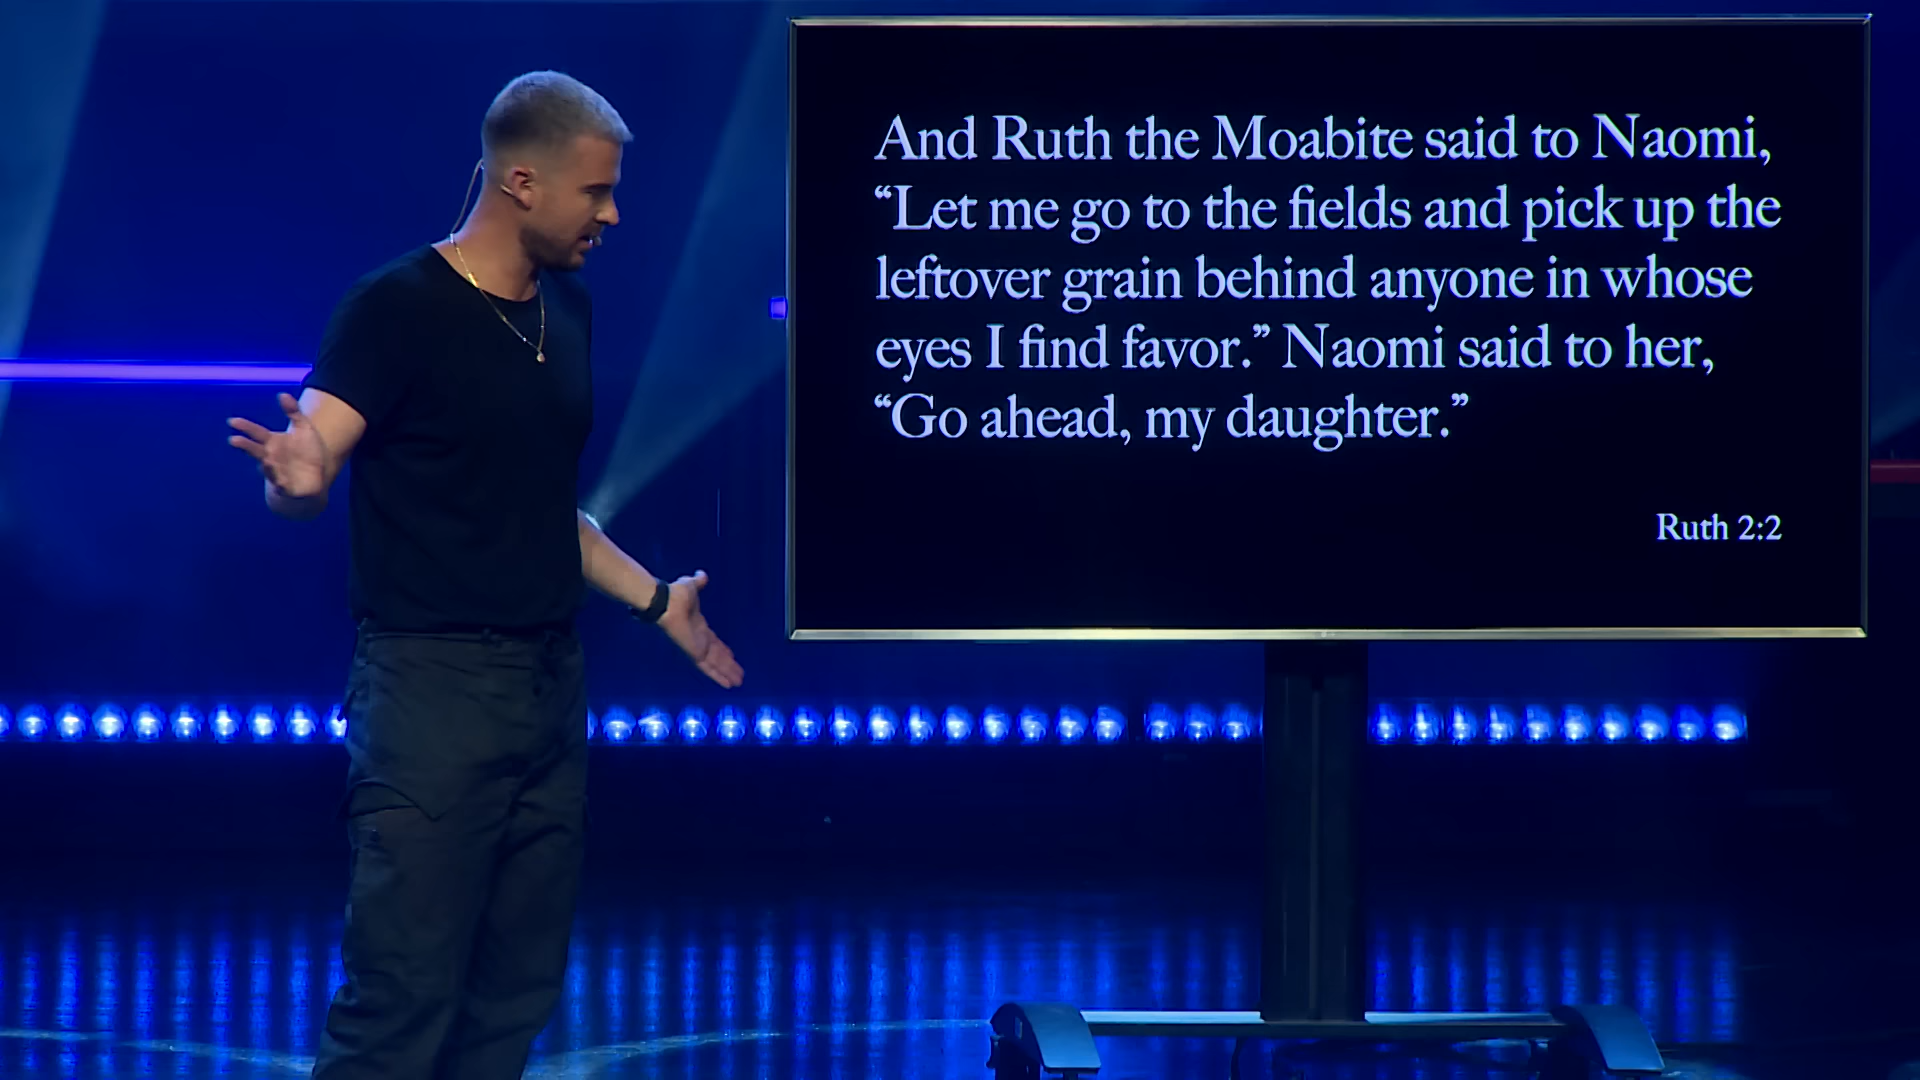 And Ruth the Moabite said to Naomi,
“Let me go to the fields and pick up the
leftover grain behind anyone in whose
eyes I find favor.” Naomi said to her,
“Go ahead, my daughter.”
Ruth 2:2